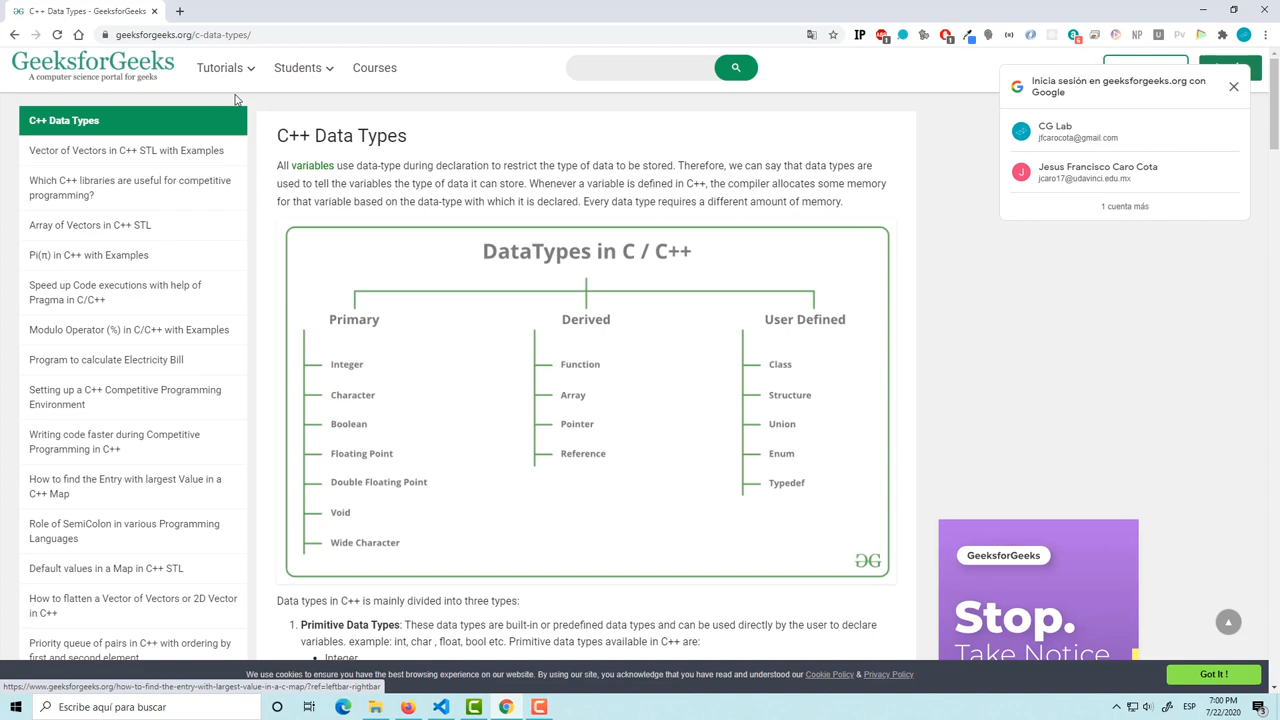 C++ Data Types - GeeksforGeeks
geeksforgeeks.org/c-data-types/
GeeksforGeeks
A computer science portal for geeks
Tutorials
Students
Courses
Inicia sesión en geeksforgeeks.org con
Google
CG Lab
jfcarocota@gmail.com
Jesus Francisco Caro Cota
jcaro17@udavinci.edu.mx
1 cuenta más
C++ Data Types
Vector of Vectors in C++ STL with Examples
Which C++ libraries are useful for competitive
programming?
Array of Vectors in C++ STL
Pi(π) in C++ with Examples
Speed up Code executions with help of
Pragma in C/C++
Modulo Operator (%) in C/C++ with Examples
Program to calculate Electricity Bill
Setting up a C++ Competitive Programming
Environment
Writing code faster during Competitive
Programming in C++
How to find the Entry with largest Value in a
C++ Map
Role of SemiColon in various Programming
Languages
Default values in a Map in C++ STL
How to flatten a Vector of Vectors or 2D Vector
in C++
Priority queue of pairs in C++ with ordering by
first and second element
C++ Data Types
All variables use data-type during declaration to restrict the type of data to be stored. Therefore, we can say that data types are
used to tell the variables the type of data it can store. Whenever a variable is defined in C++, the compiler allocates some memory
for that variable based on the data-type with which it is declared. Every data type requires a different amount of memory.
DataTypes in C / C++
Primary
Integer
Character
Boolean
Floating Point
Double Floating Point
Void
Wide Character
Derived
Function
Array
Pointer
Reference
User Defined
Class
Structure
Union
Enum
Typedef
Data types in C++ is mainly divided into three types:
1. Primitive Data Types: These data types are built-in or predefined data types and can be used directly by the user to declare
variables. example: int, char , float, bool etc. Primitive data types available in C++ are:
Integer
GeeksforGeeks
Stop.
Take Notice
We use cookies to ensure you have the best browsing experience on our website. By using our site, you acknowledge that you have read and understood our Cookie Policy & Privacy Policy
Got It !
https://www.geeksforgeeks.org/how-to-find-the-entry-with-largest-value-in-a-c-map/?ref=leftbar-rightbar
Escribe aquí para buscar
ESP
7:00 PM
7/22/2020